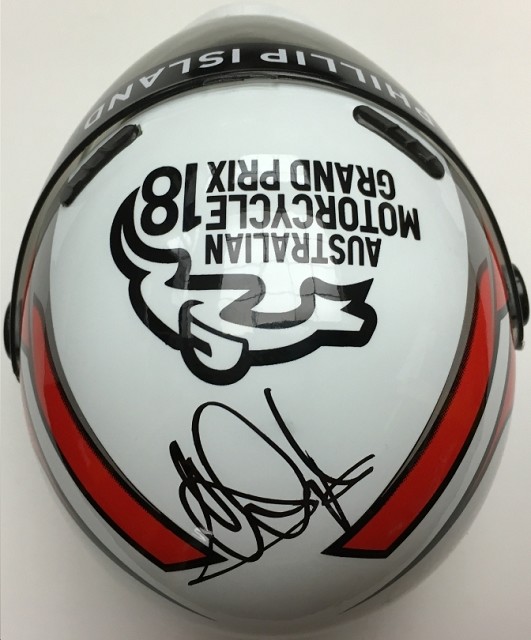 PHILLIP ISLAND
AUSTRALIAN
MOTORCYCLE
GRAND PRIX 18